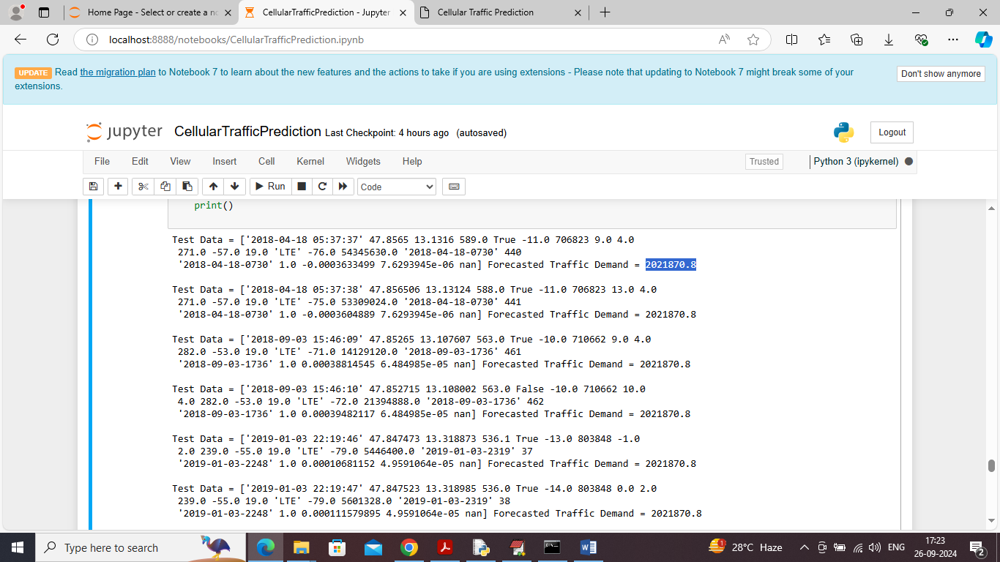 Home Page - Select or create a no
CellularTrafficPrediction - Jupyter
Cellular Traffic Prediction
localhost:8888/notebooks/CellularTrafficPrediction.ipynb
UPDATE Read the migration plan to Notebook 7 to learn about the new features and the actions to take if you are using extensions - Please note that updating to Notebook 7 might break some of your
extensions.
Don't show anymore
jupyter CellularTrafficPrediction Last Checkpoint: 4 hours ago (autosaved)
Logout
File Edit View Insert Cell Kernel Widgets Help
Trusted
Python 3 (ipykernel)
Run
Code
print()
Test Data = ['2018-04-18 05:37:37' 47.8565 13.1316 589.0 True -11.0 706823 9.0 4.0
271.0 -57.0 19.0 'LTE' -76.0 54345630.0 '2018-04-18-0730' 440
'2018-04-18-0730' 1.0 -0.0003633499 7.6293945e-06 nan] Forecasted Traffic Demand = 2021870.8
Test Data = ['2018-04-18 05:37:38' 47.856506 13.13124 588.0 True -11.0 706823 13.0 4.0
271.0 -57.0 19.0 'LTE' -75.0 53309024.0 '2018-04-18-0730' 441
'2018-04-18-0730' 1.0 -0.0003604889 7.6293945e-06 nan] Forecasted Traffic Demand = 2021870.8
Test Data = ['2018-09-03 15:46:09' 47.85265 13.107607 563.0 True -10.0 710662 9.0 4.0
282.0 -53.0 19.0 'LTE' -71.0 14129120.0 '2018-09-03-1736' 461
'2018-09-03-1736' 1.0 0.00038814545 6.484985e-05 nan] Forecasted Traffic Demand = 2021870.8
Test Data = ['2018-09-03 15:46:10' 47.852715 13.108002 563.0 False -10.0 710662 10.0
4.0 282.0 -53.0 19.0 'LTE' -72.0 21394888.0 '2018-09-03-1736' 462
'2018-09-03-1736' 1.0 0.00039482117 6.484985e-05 nan] Forecasted Traffic Demand = 2021870.8
Test Data = ['2019-01-03 22:19:46' 47.847473 13.318873 536.1 True -13.0 803848 -1.0
2.0 239.0 -55.0 19.0 'LTE' -79.0 5446400.0 '2019-01-03-2319' 37
'2019-01-03-2248' 1.0 0.00010681152 4.9591064e-05 nan] Forecasted Traffic Demand = 2021870.8
Test Data = ['2019-01-03 22:19:47' 47.847523 13.318985 536.0 True -14.0 803848 0.0 2.0
239.0 -55.0 19.0 'LTE' -79.0 5601328.0 '2019-01-03-2319' 38
'2019-01-03-2248' 1.0 0.000111579895 4.9591064e-05 nan] Forecasted Traffic Demand = 2021870.8
Type here to search
1
28°C Haze
ENG
17:23
26-09-2024
2